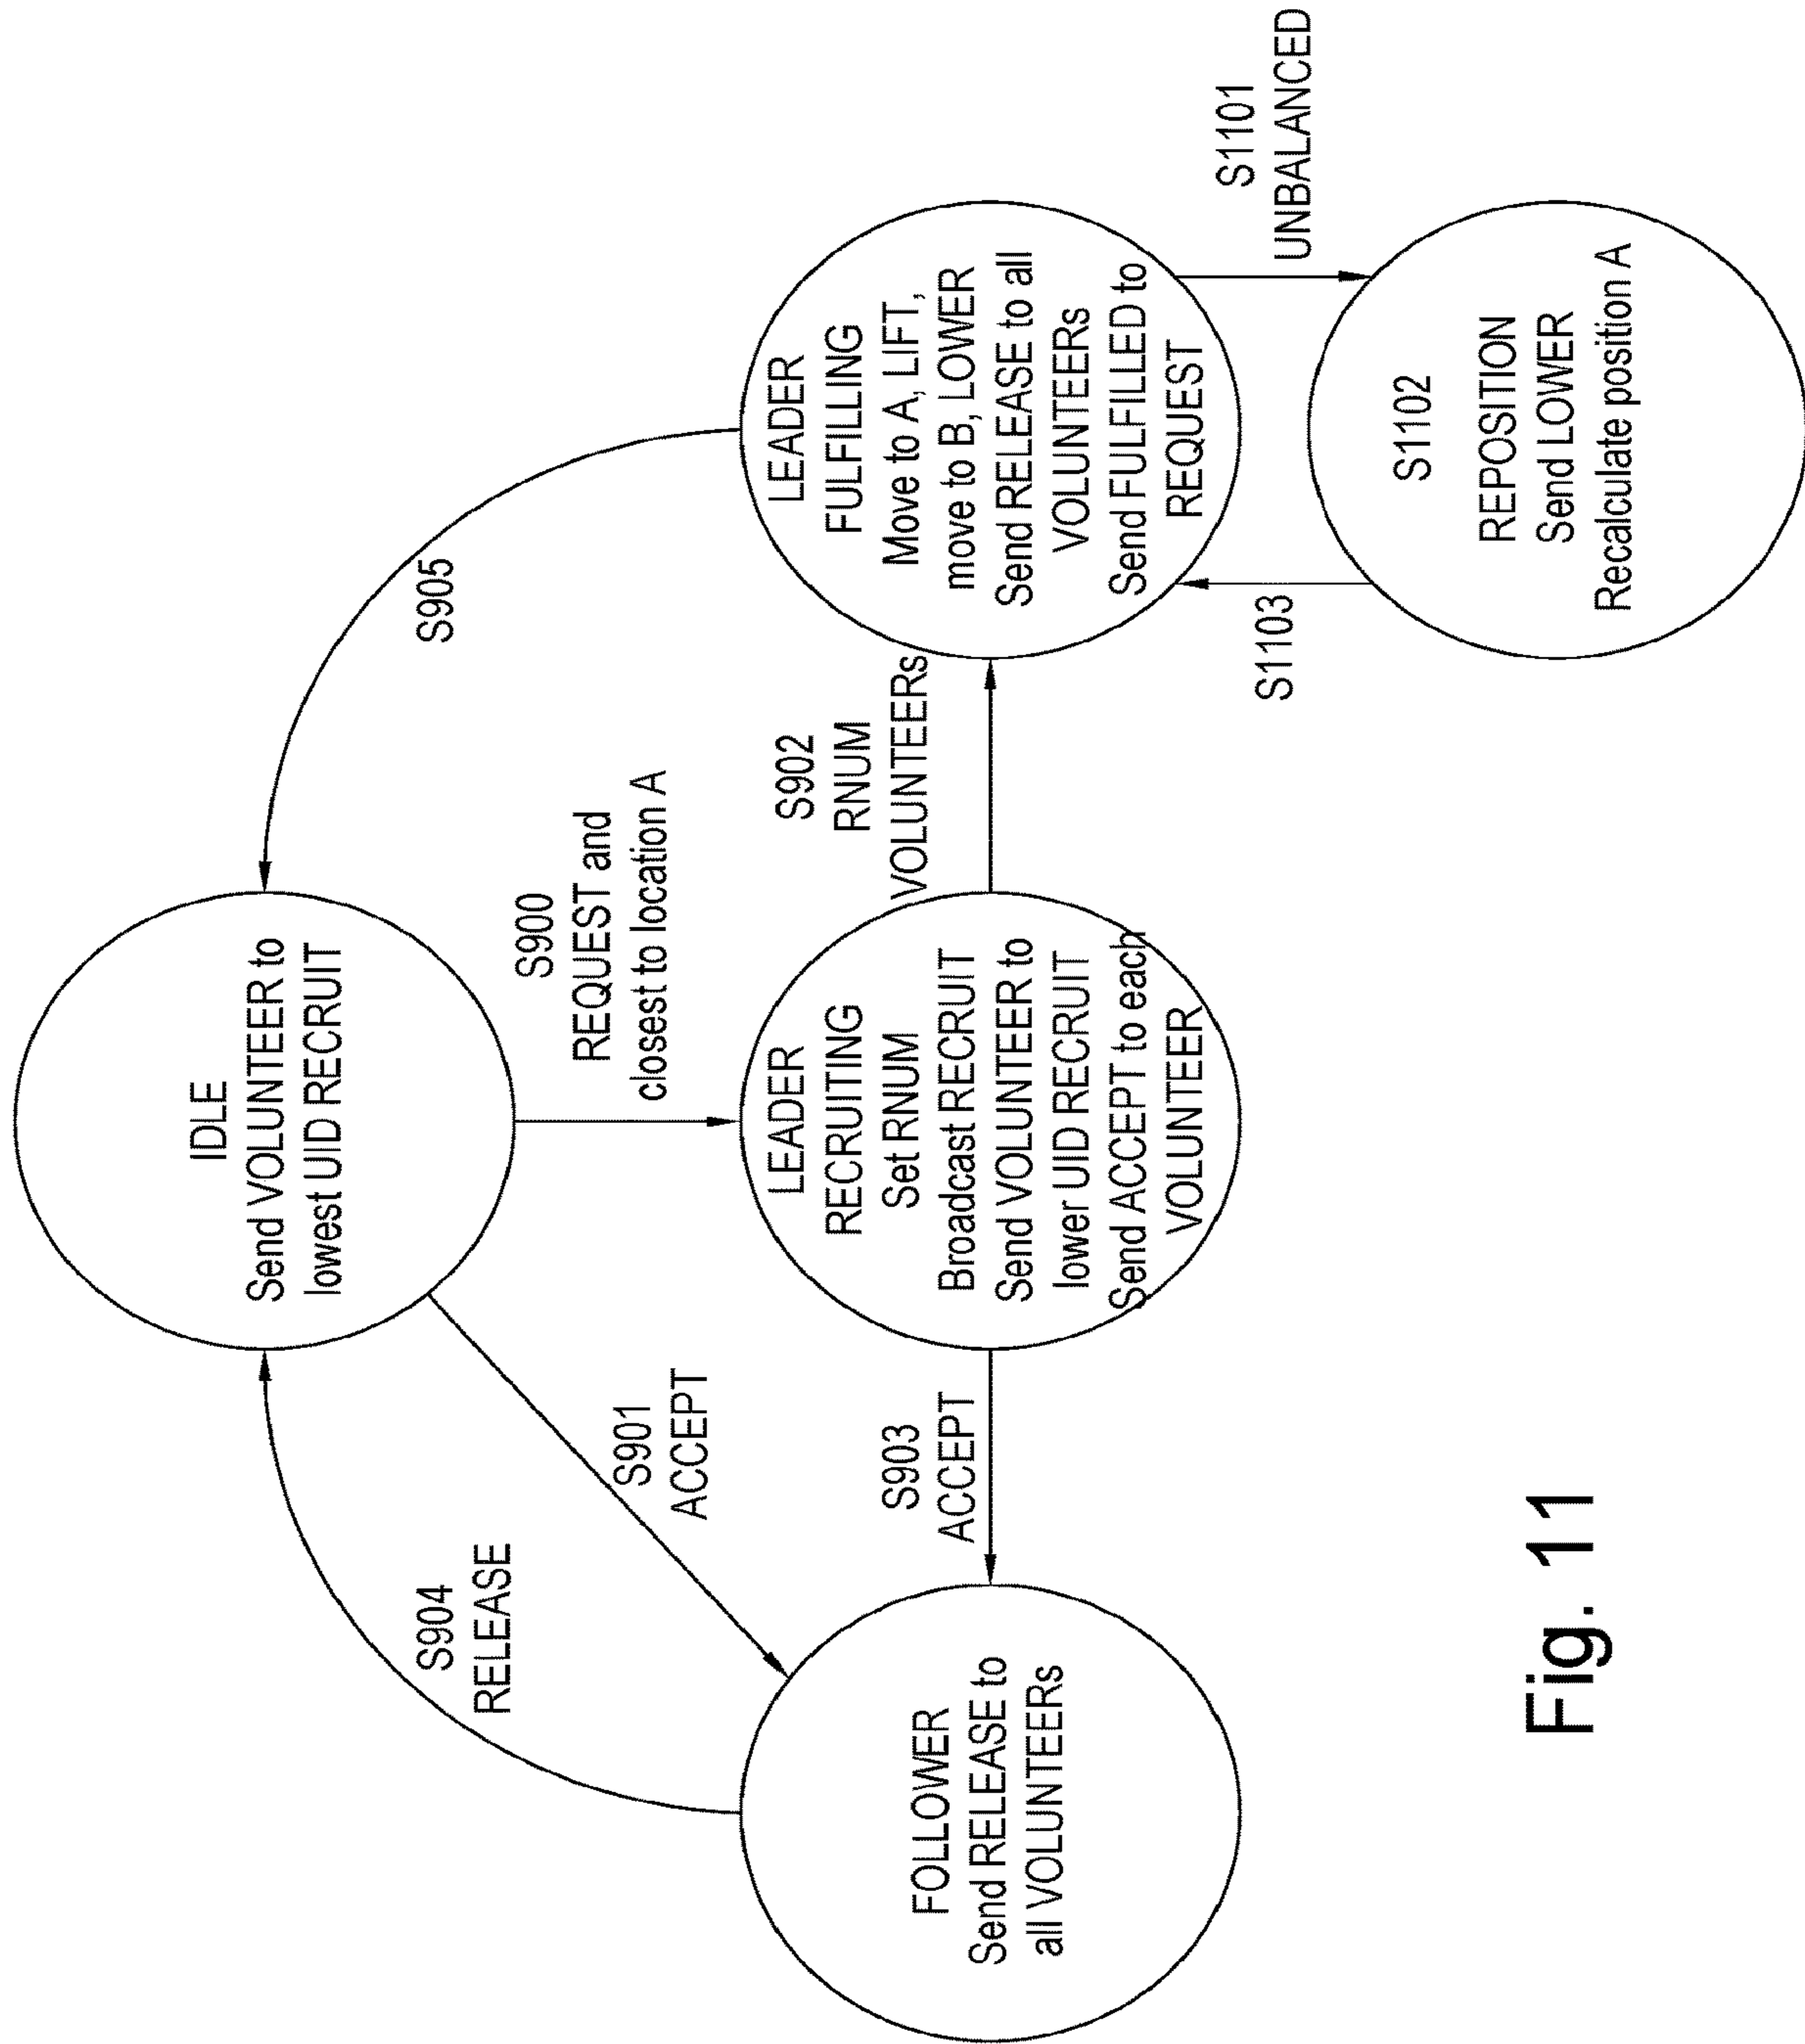 IDLE
Send VOLUNTEER to
lowest UID RECRUIT
S904
RELEASE
S905
S901
ACCEPT
S900
REQUEST and
closest to location A
FOLLOWER
Send RELEASE to
all VOLUNTEERs
S903
ACCEPT
LEADER
RECRUITING
Set RNUM
Broadcast RECRUIT
Send VOLUNTEER to
lower UID RECRUIT
Send ACCEPT to each
VOLUNTEER
S902
RNUM
VOLUNTEERs
LEADER
FULFILLING
Move to A, LIFT,
move to B, LOWER
Send RELEASE to all
VOLUNTEERs
Send FULFILLED to
REQUEST
S1103
S1101
UNBALANCED
S1102
REPOSITION
Send LOWER
Recalculate position A
Fig. 11